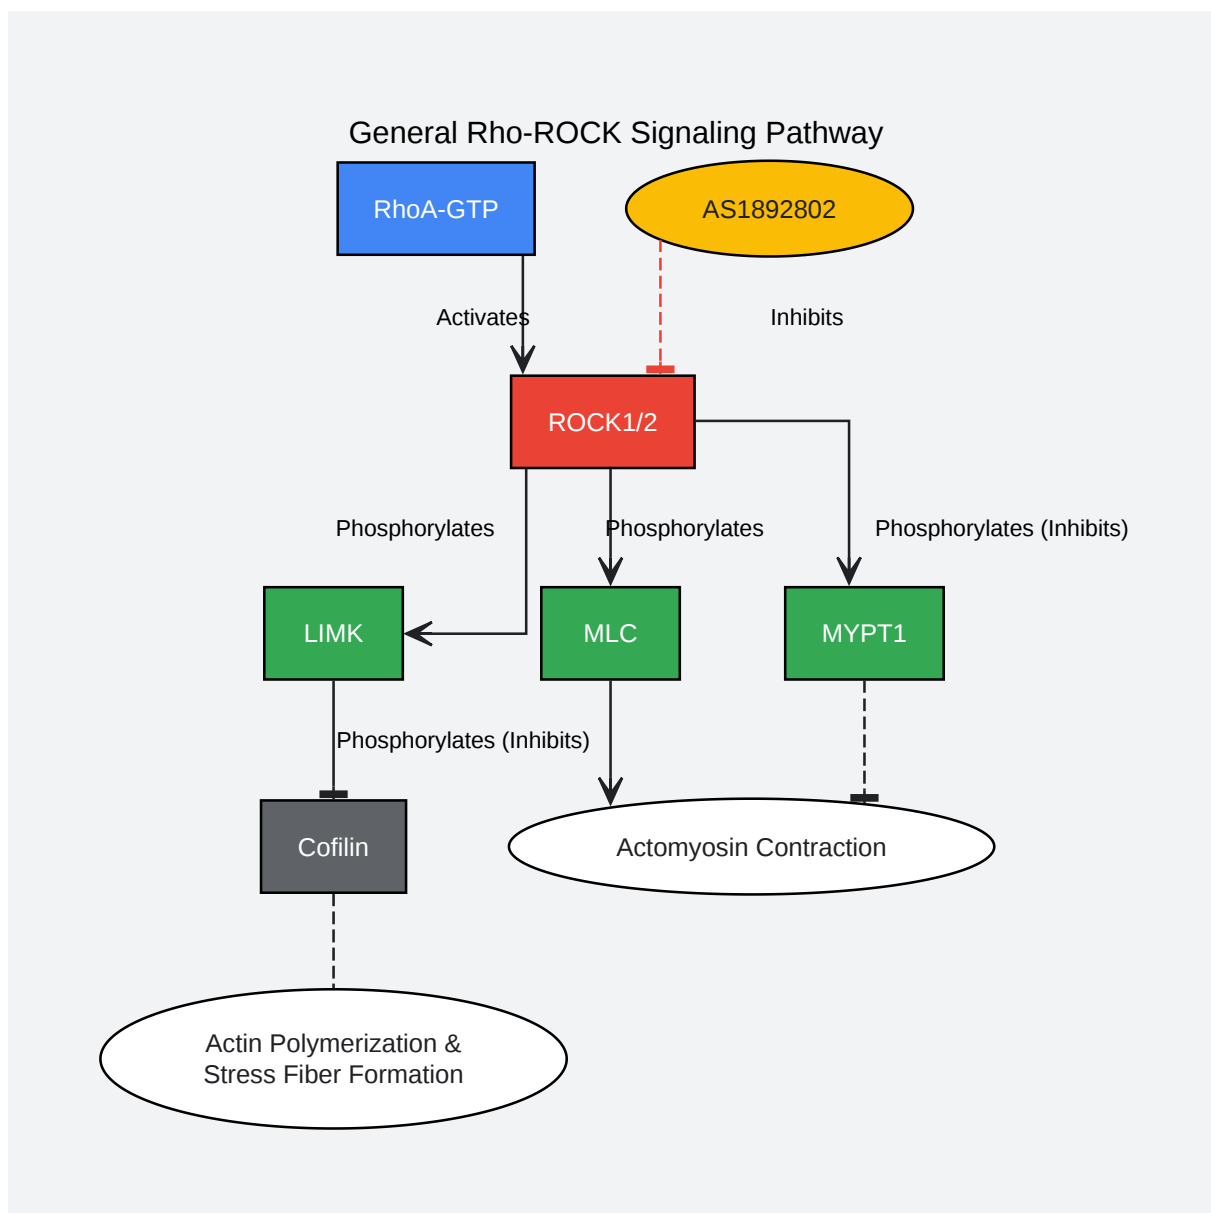 General Rho-ROCK Signaling Pathway
RhoA-GTP
AS1892802
Activates
Inhibits
ROCK1/2
Phosphorylates
Phosphorylates
Phosphorylates (Inhibits)
LIMK
MLC
MYPT1
Phosphorylates (Inhibits)
Cofilin
Actomyosin Contraction
Actin Polymerization &
Stress Fiber Formation